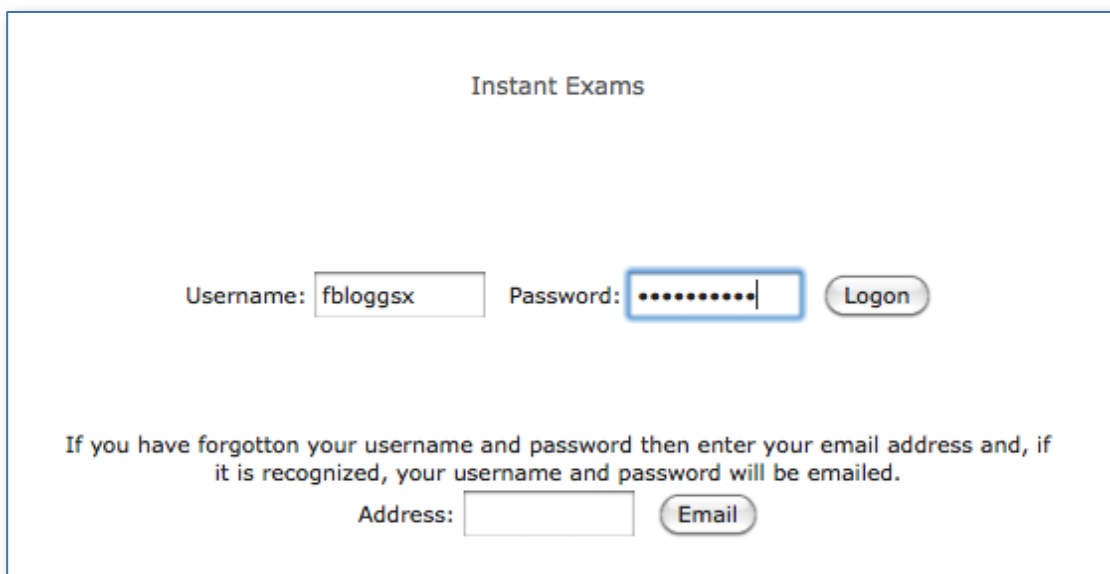 Instant Exams
Username: fbloggsx Password: •••••••••• Logon
If you have forgotton your username and password then enter your email address and, if
it is recognized, your username and password will be emailed.
Address: Email